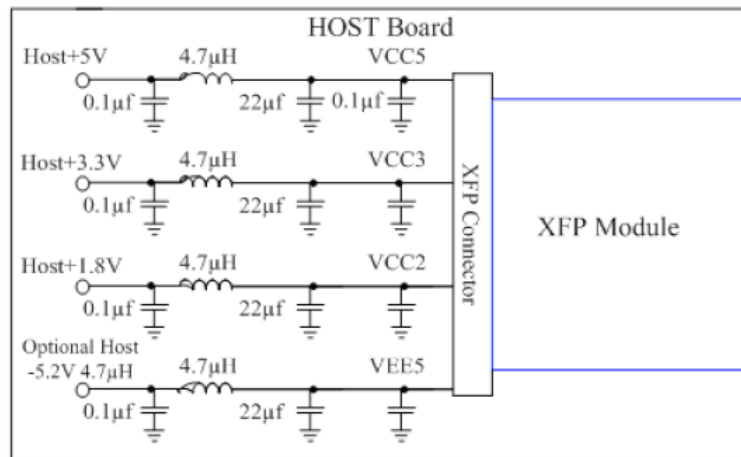 HOST Board
Host+5V 4.7μH VCC5
0.1μf 22μf 0.1μf
Host+3.3V 4.7μH VCC3
0.1μf 22μf
Host+1.8V 4.7μH VCC2
0.1μf 22μf
Optional Host
-5.2V 4.7μH 4.7μH VEE5
0.1μf 22μf
XFP Connector
XFP Module